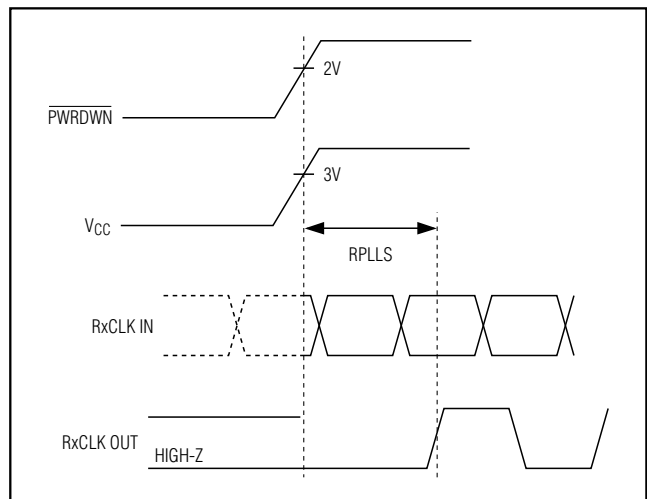 2V
PWRDWN
3V
VCC
RPLLS
RxCLK IN
RxCLK OUT
HIGH-Z